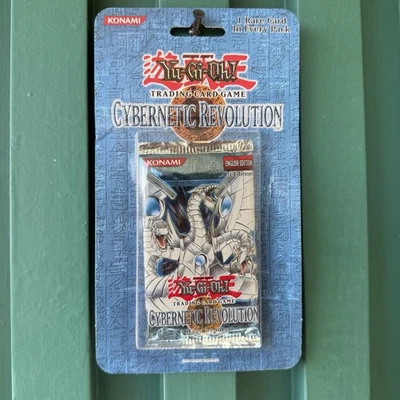 KONAMI
1 Rare Card
In Every Pack
遊戯王
Yu-Gi-Oh!
TRADING CARD GAME
CYBERNETIC REVOLUTION
KONAMI
ENGLISH EDITION
Edition
Yu-Gi-Oh!
TRADING CARD GAME
CYBERNETIC REVOLUTION